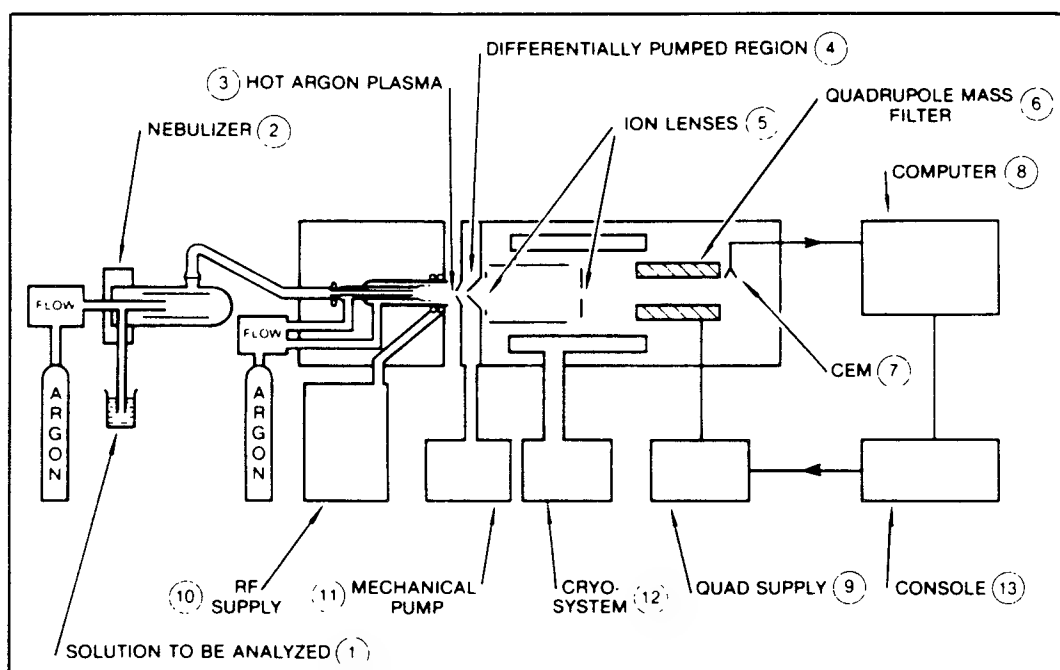 DIFFERENTIALLY PUMPED REGION 4
3 HOT ARGON PLASMA
QUADRUPOLE MASS 6
FILTER
NEBULIZER 2
ION LENSES 5
COMPUTER 8
FLOW
FLOW
CEM 7
ARGON
ARGON
10 RF
SUPPLY
11 MECHANICAL
PUMP
CRYO-
SYSTEM 12
QUAD SUPPLY 9
CONSOLE 13
SOLUTION TO BE ANALYZED 1